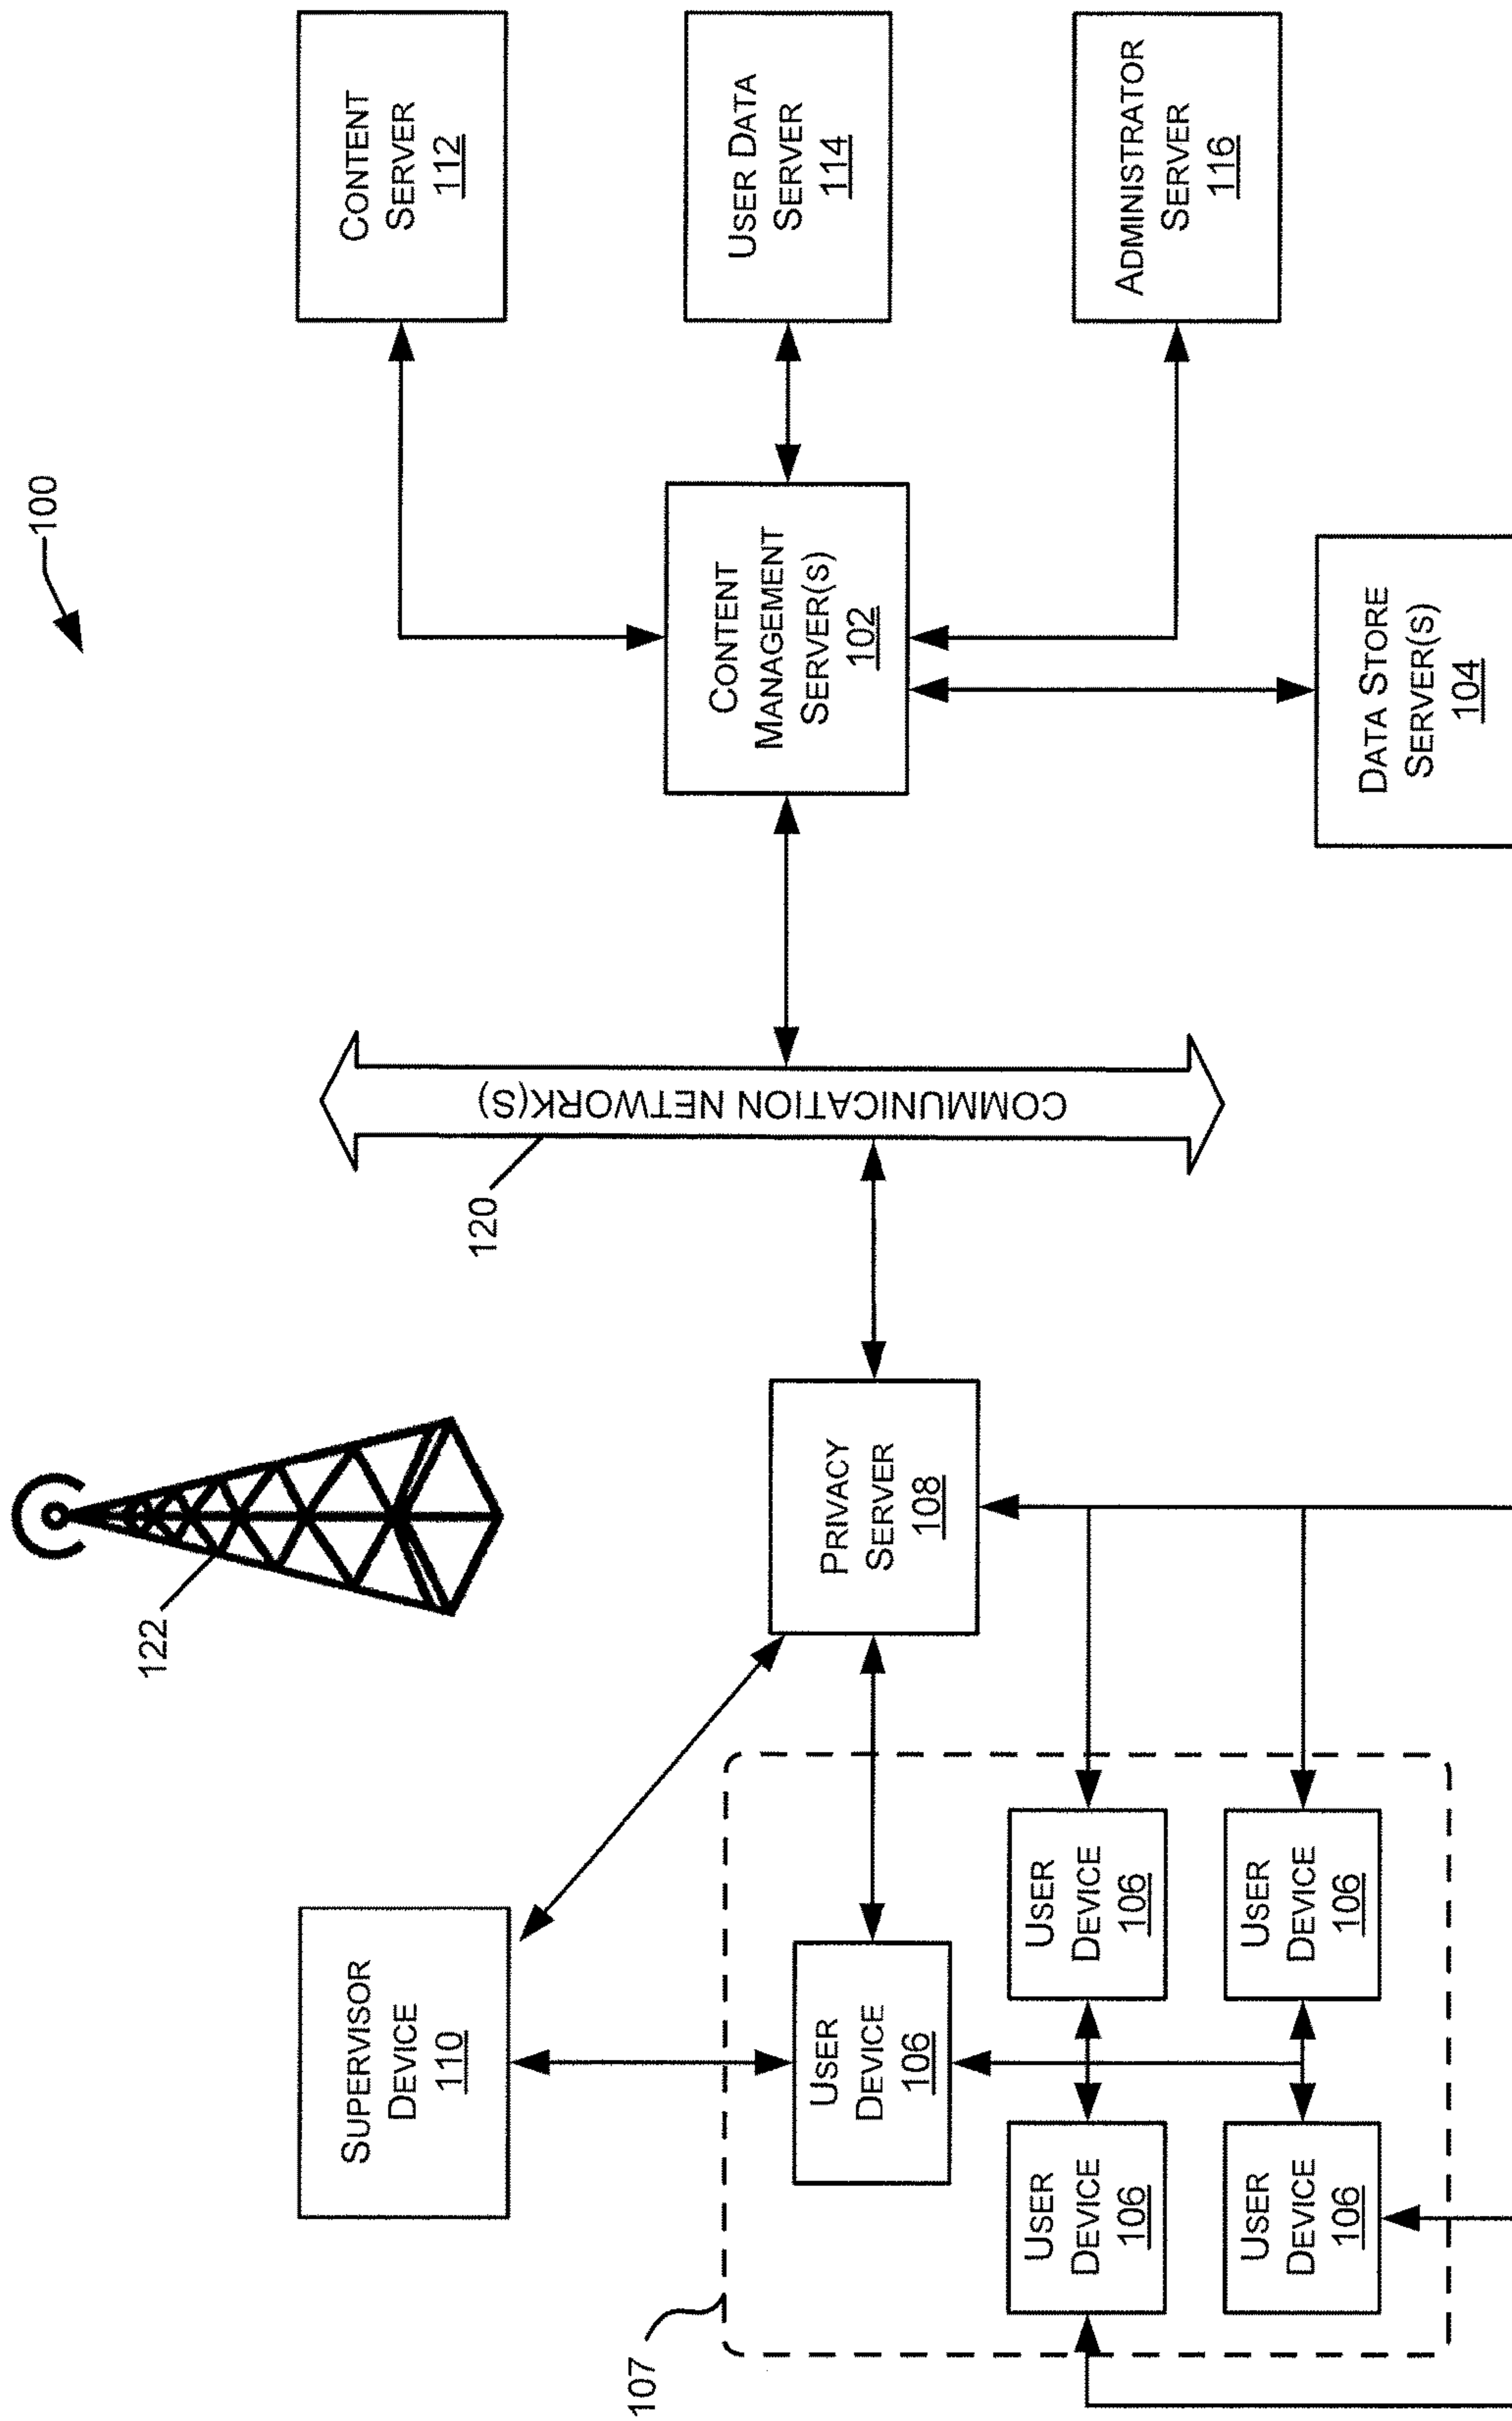 100
122
120
107
SUPERVISOR
DEVICE
110
USER
DEVICE
106
USER
DEVICE
106
USER
DEVICE
106
USER
DEVICE
106
USER
DEVICE
106
PRIVACY
SERVER
108
COMMUNICATION NETWORK(S)
CONTENT
MANAGEMENT
SERVER(S)
102
CONTENT
SERVER
112
USER DATA
SERVER
114
ADMINISTRATOR
SERVER
116
DATA STORE
SERVER(S)
104